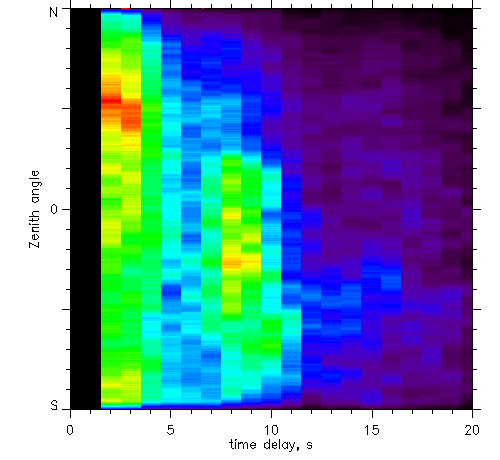 N
Zenith angle
0
S
0 5 10 15 20
time delay, s